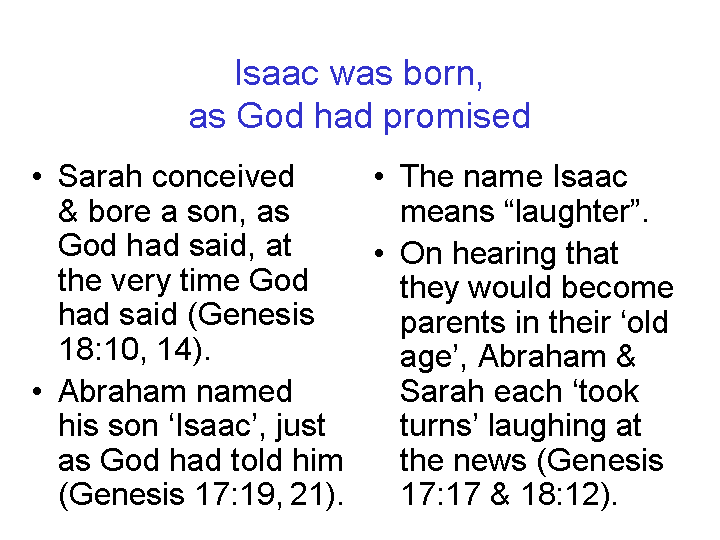 Isaac was born,
as God had promised
• Sarah conceived
& bore a son, as
God had said, at
the very time God
had said (Genesis
18:10, 14).
• Abraham named
his son ‘Isaac’, just
as God had told him
(Genesis 17:19, 21).
• The name Isaac
means “laughter”.
• On hearing that
they would become
parents in their ‘old
age’, Abraham &
Sarah each ‘took
turns’ laughing at
the news (Genesis
17:17 & 18:12).